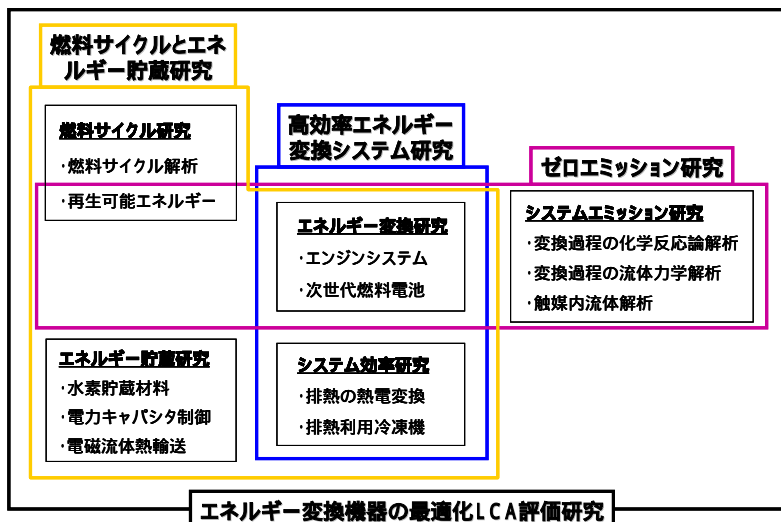 燃料サイクルとエネ
ルギー貯蔵研究
燃料サイクル研究
・燃料サイクル解析
・再生可能エネルギー
高効率エネルギー
変換システム研究
ゼロエミッション研究
エネルギー変換研究
・エンジンシステム
・次世代燃料電池
システムエミッション研究
・変換過程の化学反応論解析
・変換過程の流体力学解析
・触媒内流体解析
エネルギー貯蔵研究
・水素貯蔵材料
・電力キャパシタ制御
・電磁流体熱輸送
システム効率研究
・排熱の熱電変換
・排熱利用冷凍機
エネルギー変換機器の最適化LCA評価研究